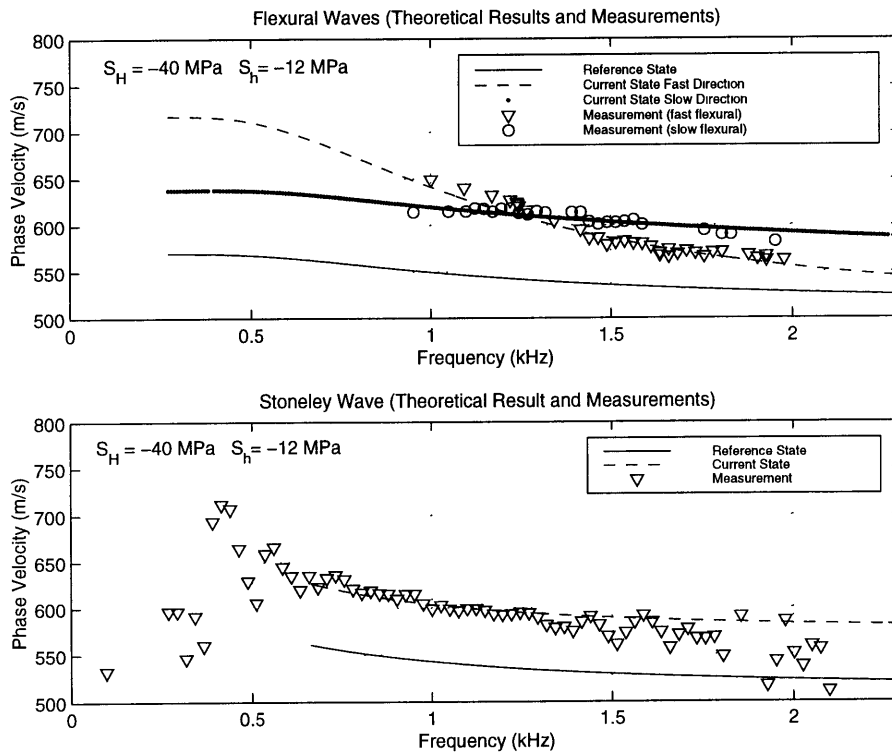 Flexural Waves (Theoretical Results and Measurements)
800
750
700
650
600
550
500
Phase Velocity (m/s)
S_H = −40 MPa S_h= −12 MPa
Reference State
Current State Fast Direction
Current State Slow Direction
Measurement (fast flexural)
Measurement (slow flexural)
0 0.5 1 1.5 2
Frequency (kHz)
Stoneley Wave (Theoretical Result and Measurements)
800
750
700
650
600
550
500
Phase Velocity (m/s)
S_H = −40 MPa S_h= −12 MPa
Reference State
Current State
Measurement
0 0.5 1 1.5 2
Frequency (kHz)